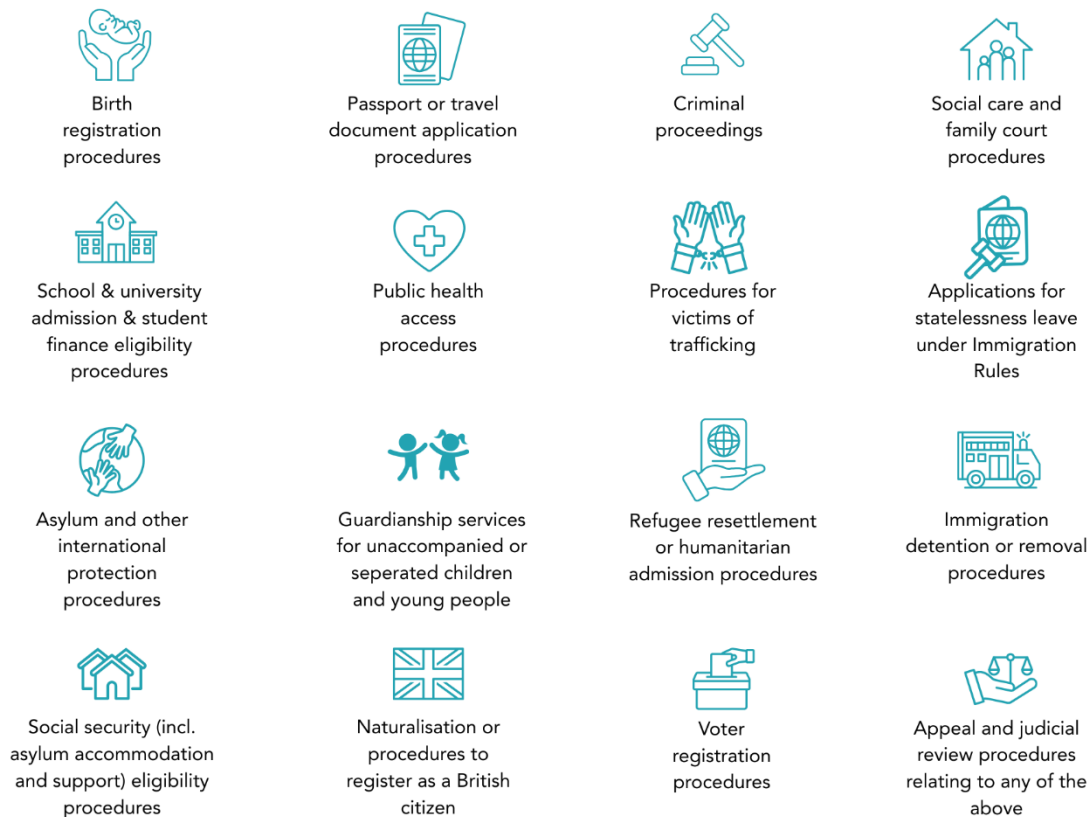 Birth
registration
procedures
Passport or travel
document application
procedures
Criminal
proceedings
Social care and
family court
procedures
School & university
admission & student
finance eligibility
procedures
Public health
access
procedures
Procedures for
victims of
trafficking
Applications for
statelessness leave
under Immigration
Rules
Asylum and other
international
protection
procedures
Guardianship services
for unaccompanied or
seperated children
and young people
Refugee resettlement
or humanitarian
admission procedures
Immigration
detention or removal
procedures
Social security (incl.
asylum accommodation
and support) eligibility
procedures
Naturalisation or
procedures to
register as a British
citizen
Voter
registration
procedures
Appeal and judicial
review procedures
relating to any of the
above